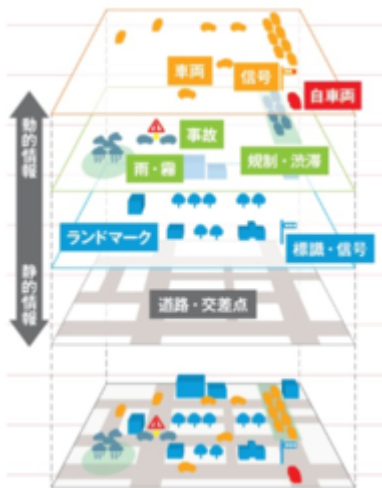 車両
信号
自車両
動的情報
事故
雨・霧
規制・渋滞
ランドマーク
標識・信号
静的情報
道路・交差点